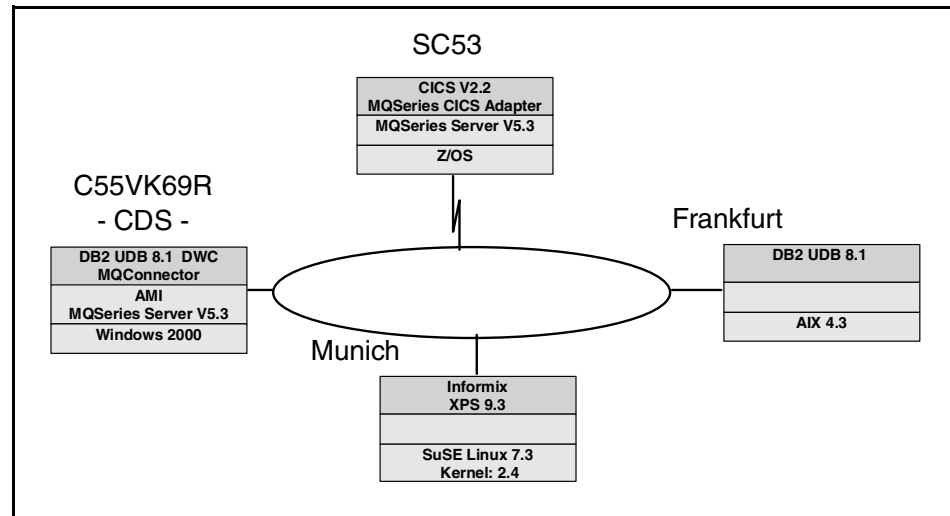 SC53
CICS V2.2
MQSeries CICS Adapter
MQSeries Server V5.3
Z/OS
C55VK69R
- CDS -
DB2 UDB 8.1  DWC
MQConnector
AMI
MQSeries Server V5.3
Windows 2000
Frankfurt
DB2 UDB 8.1
AIX 4.3
Munich
Informix
XPS 9.3
SuSE Linux 7.3
Kernel: 2.4